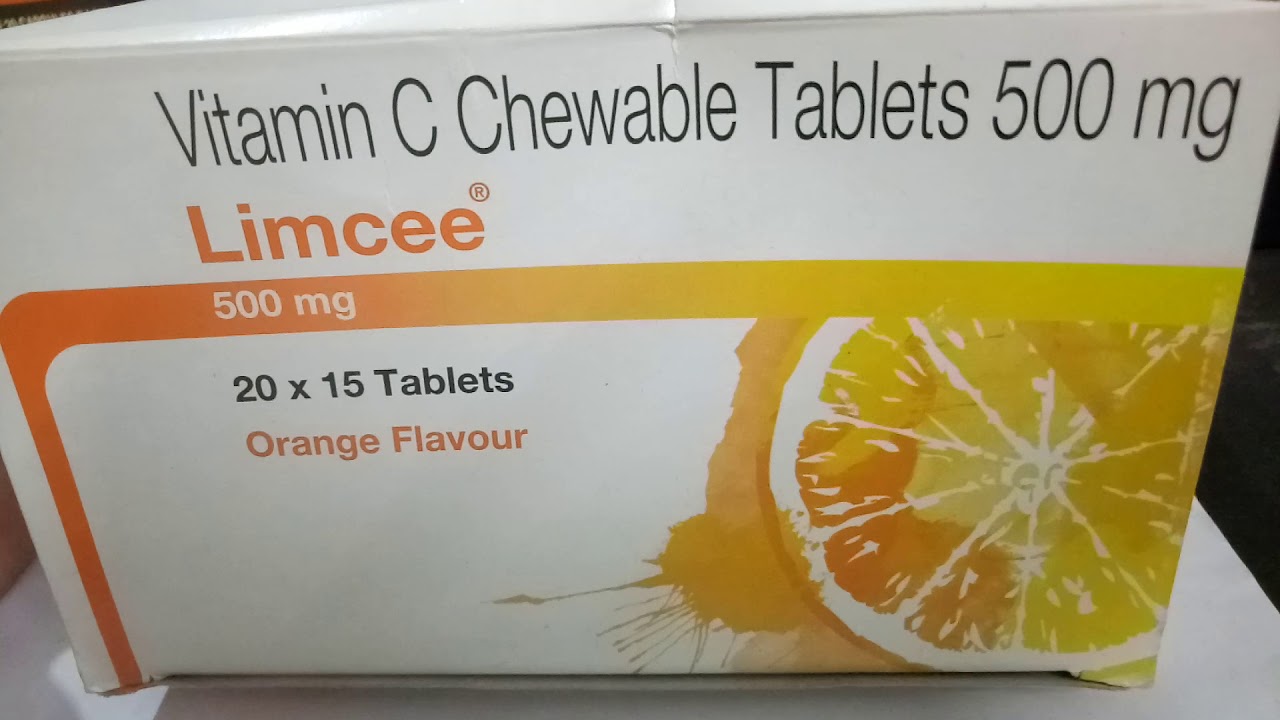 Vitamin C Chewable Tablets 500 mg
Limcee®
500 mg
20 x 15 Tablets
Orange Flavour